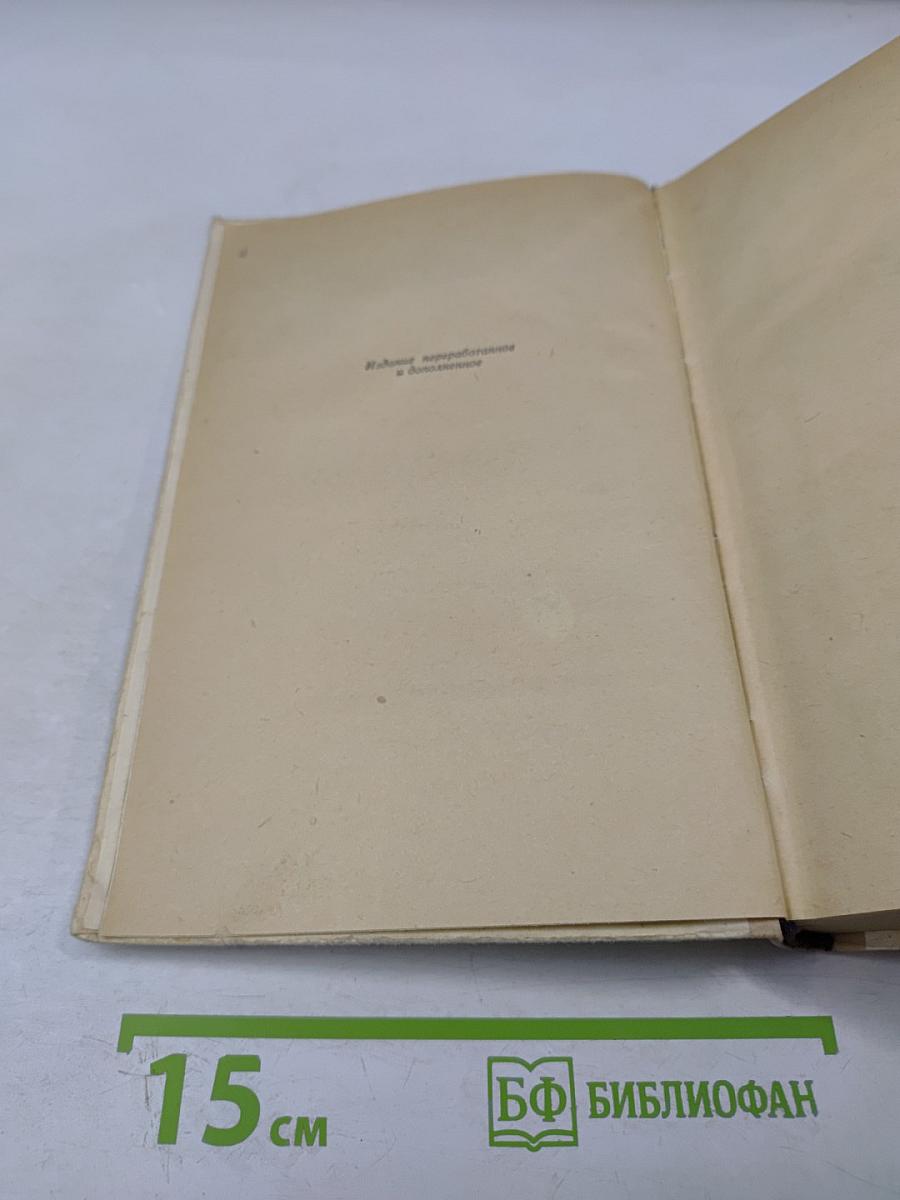 Издание переработанное
и дополненное
15 см
БФ БИБЛИОФАН